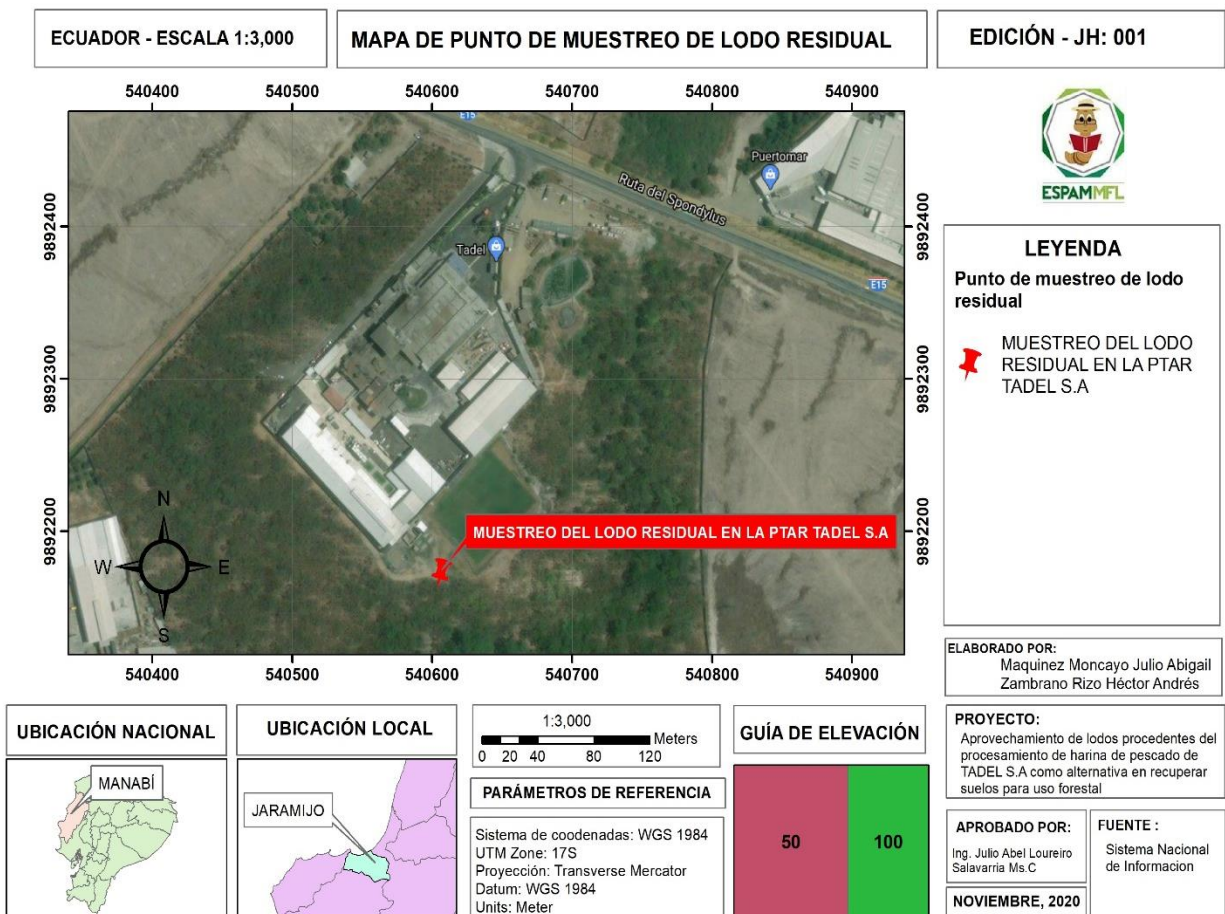 ECUADOR - ESCALA 1:3,000
MAPA DE PUNTO DE MUESTREO DE LODO RESIDUAL
EDICIÓN - JH: 001
540400 540500 540600 540700 540800 540900
9892400
9892300
9892200
9892400
9892300
9892200
E15
Ruta del Spondylus
Puertomar
Tadel
E15
MUESTREO DEL LODO RESIDUAL EN LA PTAR TADEL S.A
N
W E
S
540400 540500 540600 540700 540800 540900
ESPAMMFL
LEYENDA
Punto de muestreo de lodo
residual
MUESTREO DEL LODO
RESIDUAL EN LA PTAR
TADEL S.A
ELABORADO POR:
Maquinez Moncayo Julio Abigail
Zambrano Rizo Héctor Andrés
UBICACIÓN NACIONAL
MANABÍ
UBICACIÓN LOCAL
JARAMIJO
1:3,000
Meters
0 20 40 80 120
PARÁMETROS DE REFERENCIA
Sistema de coodenadas: WGS 1984
UTM Zone: 17S
Proyección: Transverse Mercator
Datum: WGS 1984
Units: Meter
GUÍA DE ELEVACIÓN
50 100
PROYECTO:
Aprovechamiento de lodos procedentes del
procesamiento de harina de pescado de
TADEL S.A como alternativa en recuperar
suelos para uso forestal
APROBADO POR:
Ing. Julio Abel Loureiro
Salavarria Ms.C
NOVIEMBRE, 2020
FUENTE :
Sistema Nacional
de Informacion